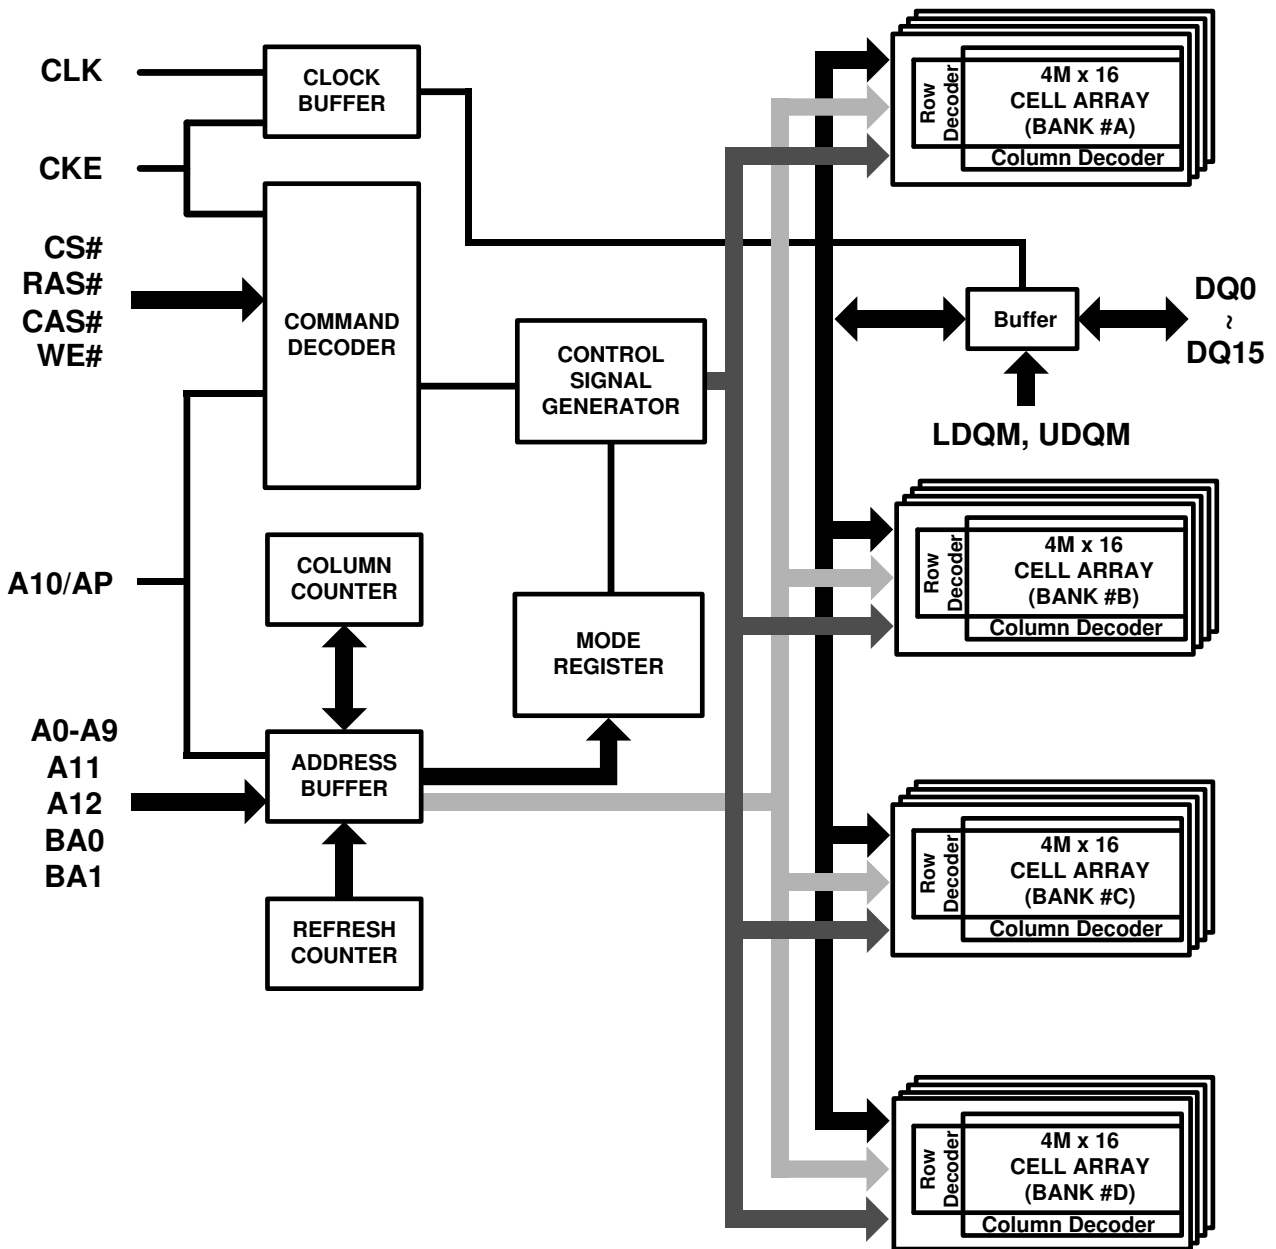 CLK
CLOCK
BUFFER
CKE
CS#
RAS#
CAS#
WE#
COMMAND
DECODER
CONTROL
SIGNAL
GENERATOR
A10/AP
COLUMN
COUNTER
MODE
REGISTER
A0-A9
A11
A12
BA0
BA1
ADDRESS
BUFFER
REFRESH
COUNTER
Row
Decoder
4M x 16
CELL ARRAY
(BANK #A)
Column Decoder
Buffer
DQ0
~
DQ15
LDQM, UDQM
Row
Decoder
4M x 16
CELL ARRAY
(BANK #B)
Column Decoder
Row
Decoder
4M x 16
CELL ARRAY
(BANK #C)
Column Decoder
Row
Decoder
4M x 16
CELL ARRAY
(BANK #D)
Column Decoder